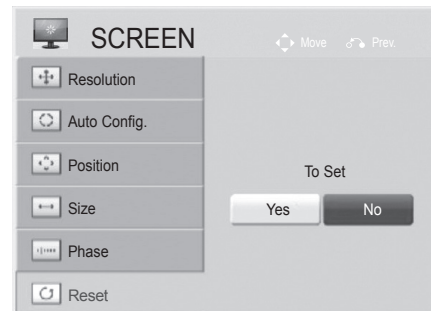 SCREEN
Move
Prev.
Resolution
Auto Config.
Position
To Set
Size
Yes
No
Phase
Reset